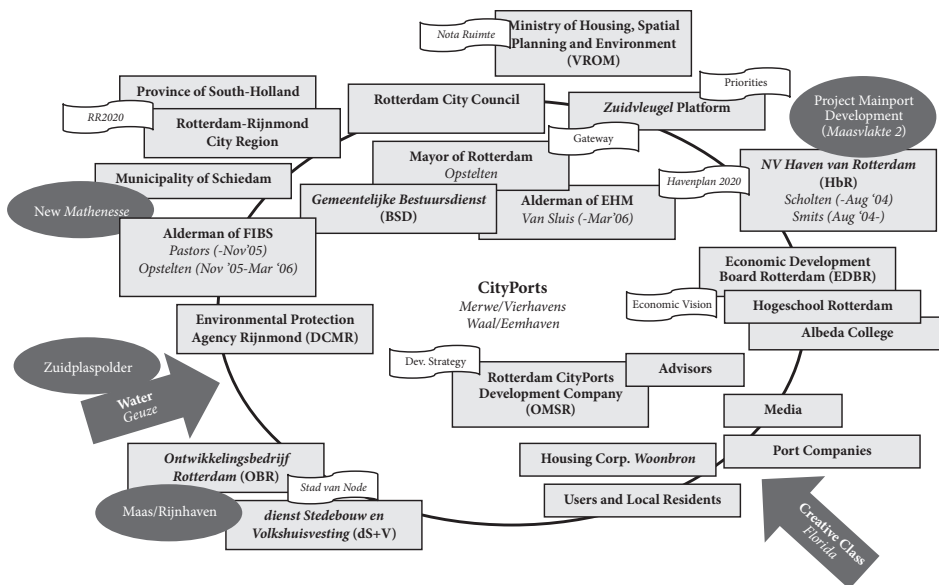 Nota Ruimte
Ministry of Housing, Spatial
Planning and Environment
(VROM)
Priorities
Province of South-Holland
Rotterdam City Council
Zuidvleugel Platform
Project Mainport
Development
(Maasvlakte 2)
RR2020
Rotterdam-Rijnmond
City Region
Gateway
Mayor of Rotterdam
Opstelten
Municipality of Schiedam
Havenplan 2020
NV Haven van Rotterdam
(HbR)
Scholten (-Aug ‘04)
Smits (Aug ‘04-)
New Mathenesse
Gemeentelijke Bestuursdienst
(BSD)
Alderman of EHM
Van Sluis (-Mar’06)
Alderman of FIBS
Pastors (-Nov’05)
Opstelten (Nov ’05-Mar ‘06)
Economic Development
Board Rotterdam (EDBR)
CityPorts
Merwe/Vierhavens
Waal/Eemhaven
Economic Vision
Hogeschool Rotterdam
Albeda College
Environmental Protection
Agency Rijnmond (DCMR)
Zuidplaspolder
Dev. Strategy
Rotterdam CityPorts
Development Company
(OMSR)
Advisors
Water
Geuze
Media
Port Companies
Ontwikkelingsbedrijf
Rotterdam (OBR)
Housing Corp. Woonbron
Stad van Node
Users and Local Residents
Maas/Rijnhaven
dienst Stedebouw en
Volkshuisvesting (dS+V)
Creative Class
Florida